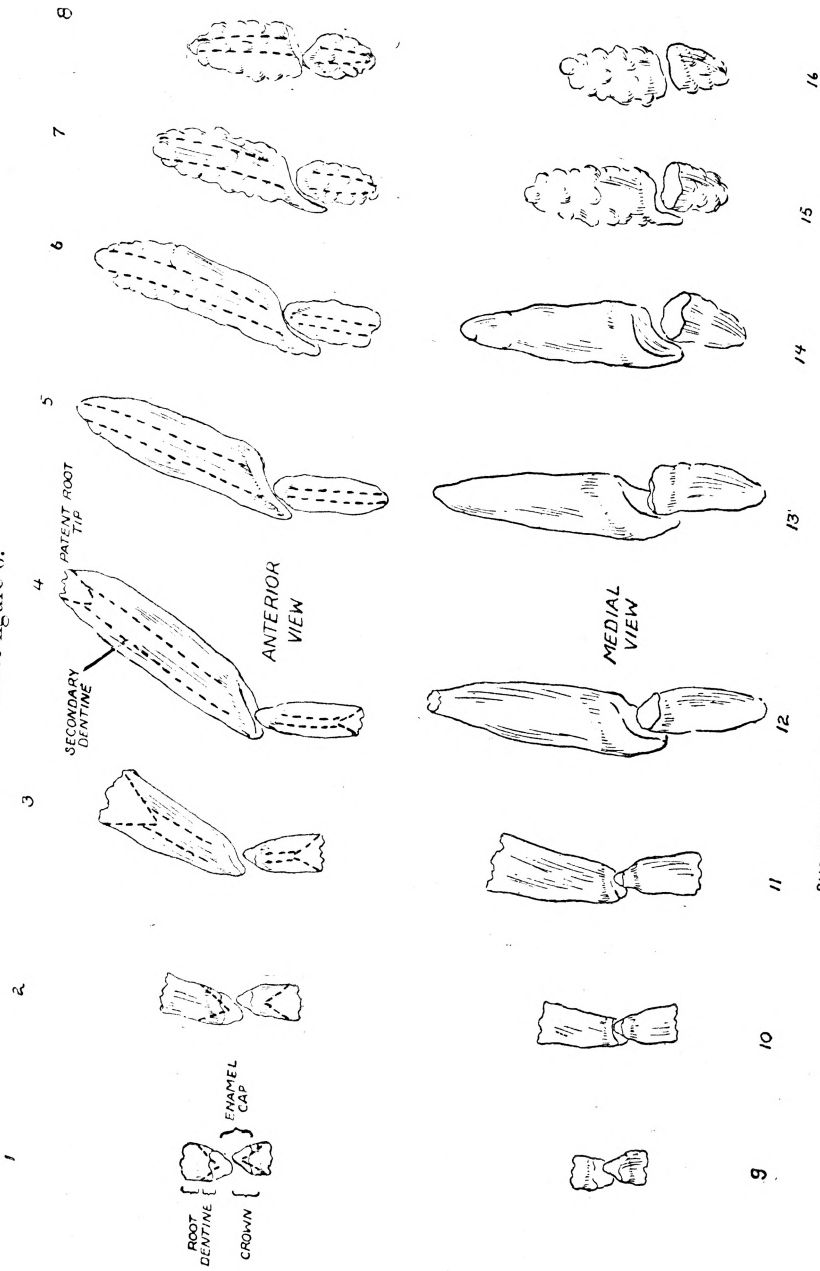 figure
1 2 3 4 5 6 7 8
PATENT ROOT
TIP
SECONDARY
DENTINE
ROOT
DENTINE
CROWN
ENAMEL
CAP
ANTERIOR
VIEW
MEDIAL
VIEW
9 10 11 12 13 14 15 16